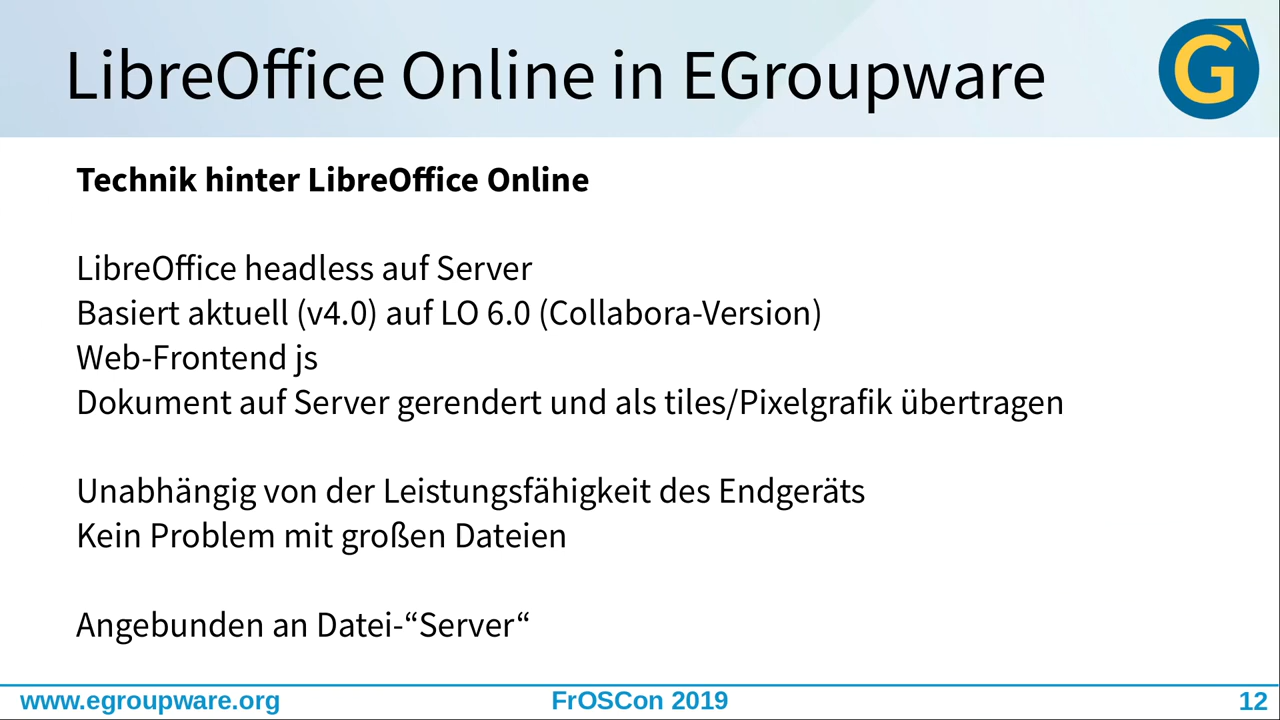 LibreOffice Online in EGroupware
G
Technik hinter LibreOffice Online
LibreOffice headless auf Server
Basiert aktuell (v4.0) auf LO 6.0 (Collabora-Version)
Web-Frontend js
Dokument auf Server gerendert und als tiles/Pixelgrafik übertragen
Unabhängig von der Leistungsfähigkeit des Endgeräts
Kein Problem mit großen Dateien
Angebunden an Datei-“Server“
www.egroupware.org FrOSCon 2019 12